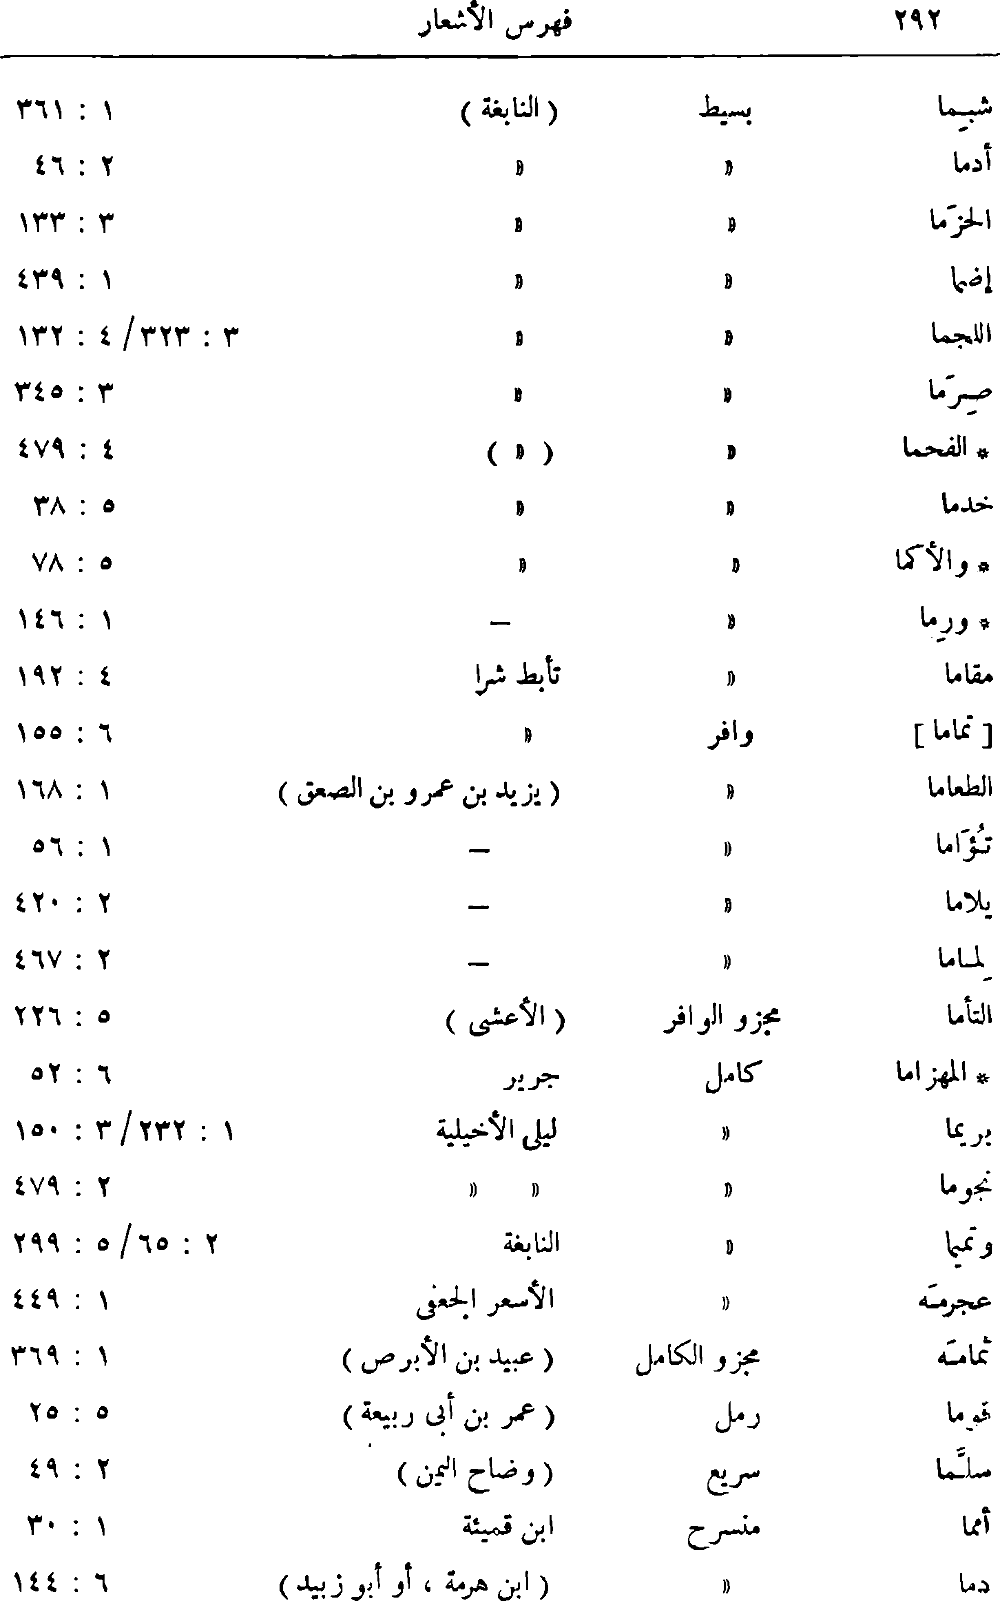 ٢٩٢ فهرس الأشعار
شبِما بسيط ( النابغة ) ١ : ٣٦١
أدما » » ٢ : ٤٦
الحزَما » » ٣ : ١٣٣
إضما » » ١ : ٤٣٩
اللجما » » ٣ : ٣٢٣/ ٤ : ١٣٢
صِرَما » » ٣ : ٣٤٥
* الفحما » ( » ) ٤ : ٤٧٩
خدما » » ٥ : ٣٨
* والأكما » » ٥ : ٧٨
* ورِما » — ١ : ١٤٦
مقاما » تأبط شرا ٤ : ١٩٢
[ تماما ] وافر » ٦ : ١٥٥
الطعاما » ( يزيد بن عمرو بن الصعق ) ١ : ١٦٨
تُؤَاما » — ١ : ٥٦
يلاما » — ٢ : ٤٢٠
لِماما » — ٢ : ٤٦٧
التأما مجزو الوافر ( الأعشى ) ٥ : ٢٢٦
* المهزاما كامل جرير ٦ : ٥٢
بريما » ليلى الأخيلية ١ : ٢٣٢/ ٣ : ١٥٠
نجوما » » » ٢ : ٤٧٩
وتميما » النابغة ٢ : ٦٥/ ٥ : ٢٩٩
عجرمَه » الأسعر الجعفى ١ : ٤٤٩
ثمامَه مجزو الكامل ( عبيد بن الأبرص ) ١ : ٣٦٩
رمل ( عمر بن أبى ربيعة ) ٥ : ٢٥
سلَّما سريع ( وضاح اليمن ) ٢ : ٤٩
أمما منسرح ابن قميئة ١ : ٣٠
دما » ( ابن هرمة ، أو أبو زبيد ) ٦ : ١٤٤